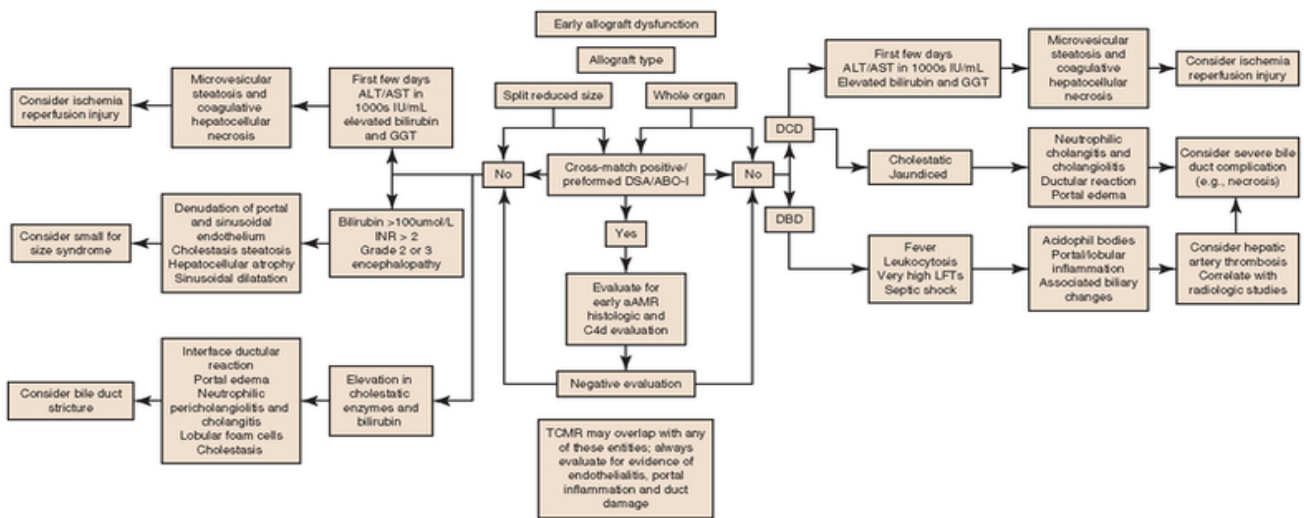 Early allograft dysfunction
Allograft type
Split reduced size
Whole organ
Cross-match positive/
preformed DSA/ABO-I
No
No
Yes
Evaluate for
early aAMR
histologic and
C4d evaluation
Negative evaluation
TCMR may overlap with any
of these entities; always
evaluate for evidence of
endothelialitis, portal
inflammation and duct
damage
First few days
ALT/AST in
1000s IU/mL
elevated bilirubin
and GGT
Microvesicular
steatosis and
coagulative
hepatocellular
necrosis
Consider ischemia
reperfusion injury
Bilirubin >100umol/L
INR > 2
Grade 2 or 3
encephalopathy
Denudation of portal
and sinusoidal
endothelium
Cholestasis steatosis
Hepatocellular atrophy
Sinusoidal dilatation
Consider small for
size syndrome
Elevation in
cholestatic
enzymes and
bilirubin
Interface ductular
reaction
Portal edema
Neutrophilic
pericholangiolitis and
cholangitis
Lobular foam cells
Cholestasis
Consider bile duct
stricture
DCD
DBD
First few days
ALT/AST in 1000s IU/mL
Elevated bilirubin and GGT
Microvesicular
steatosis and
coagulative
hepatocellular
necrosis
Consider ischemia
reperfusion injury
Cholestatic
Jaundiced
Neutrophilic
cholangitis and
cholangiolitis
Ductular reaction
Portal edema
Consider severe bile
duct complication
(e.g., necrosis)
Fever
Leukocytosis
Very high LFTs
Septic shock
Acidophil bodies
Portal/lobular
inflammation
Associated biliary
changes
Consider hepatic
artery thrombosis
Correlate with
radiologic studies